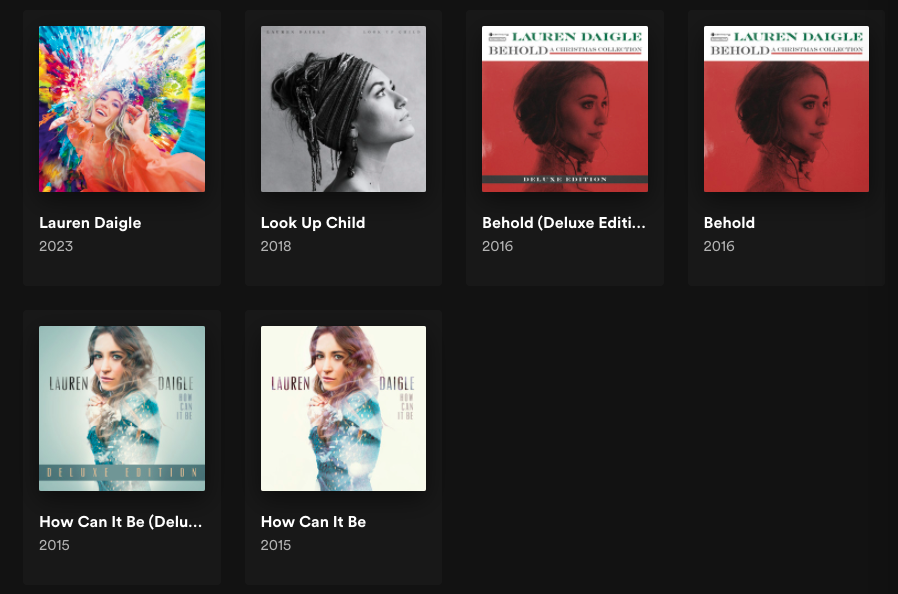 LAUREN DAIGLE
LOOK UP CHILD
LAUREN DAIGLE
BEHOLD A CHRISTMAS COLLECTION
DELUXE EDITION
LAUREN DAIGLE
BEHOLD A CHRISTMAS COLLECTION
Lauren Daigle
2023
Look Up Child
2018
Behold (Deluxe Editi...
2016
Behold
2016
LAUREN DAIGLE
HOW
CAN
IT BE
DELUXE EDITION
LAUREN DAIGLE
HOW
CAN
IT BE
How Can It Be (Delu...
2015
How Can It Be
2015